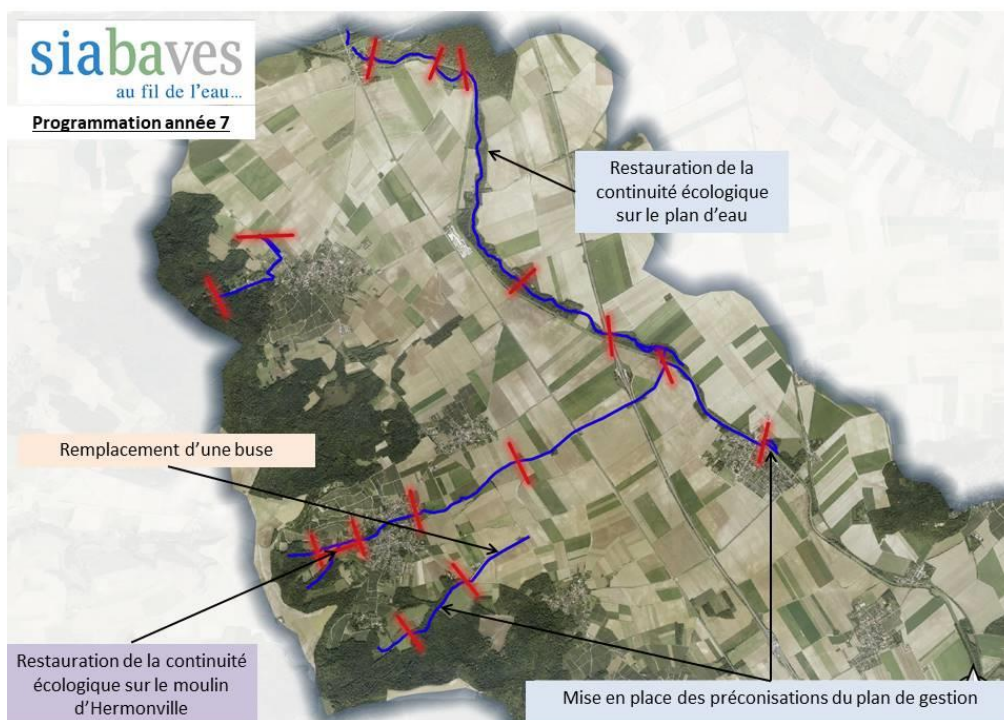 siabaves
au fil de l'eau...
Programmation année 7
Restauration de la
continuité écologique
sur le plan d'eau
Remplacement d'une buse
Restauration de la continuité
écologique sur le moulin
d'Hermonville
Mise en place des préconisations du plan de gestion